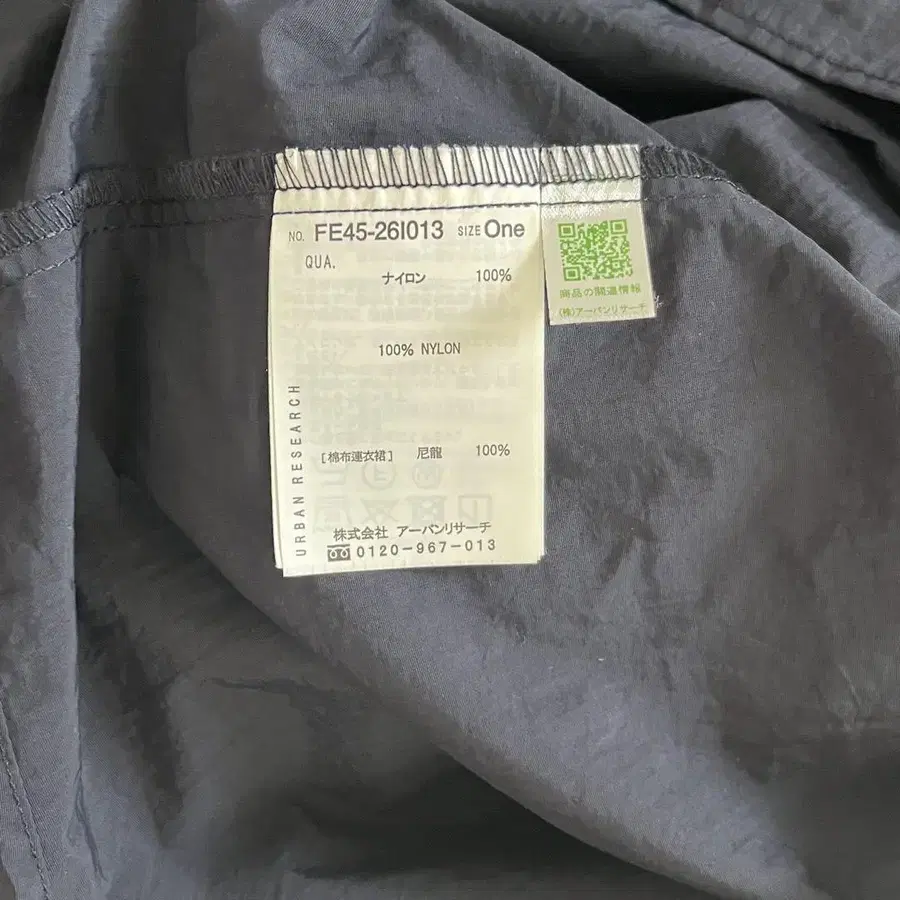 NO. FE45-26I013 SIZE One
QUA.
ナイロン 100%
100% NYLON
[棉布連衣裙] 尼龍 100%
URBAN RESEARCH
株式会社 アーバンリサーチ
0120-967-013
商品の関連情報
(株)アーバンリサーチ